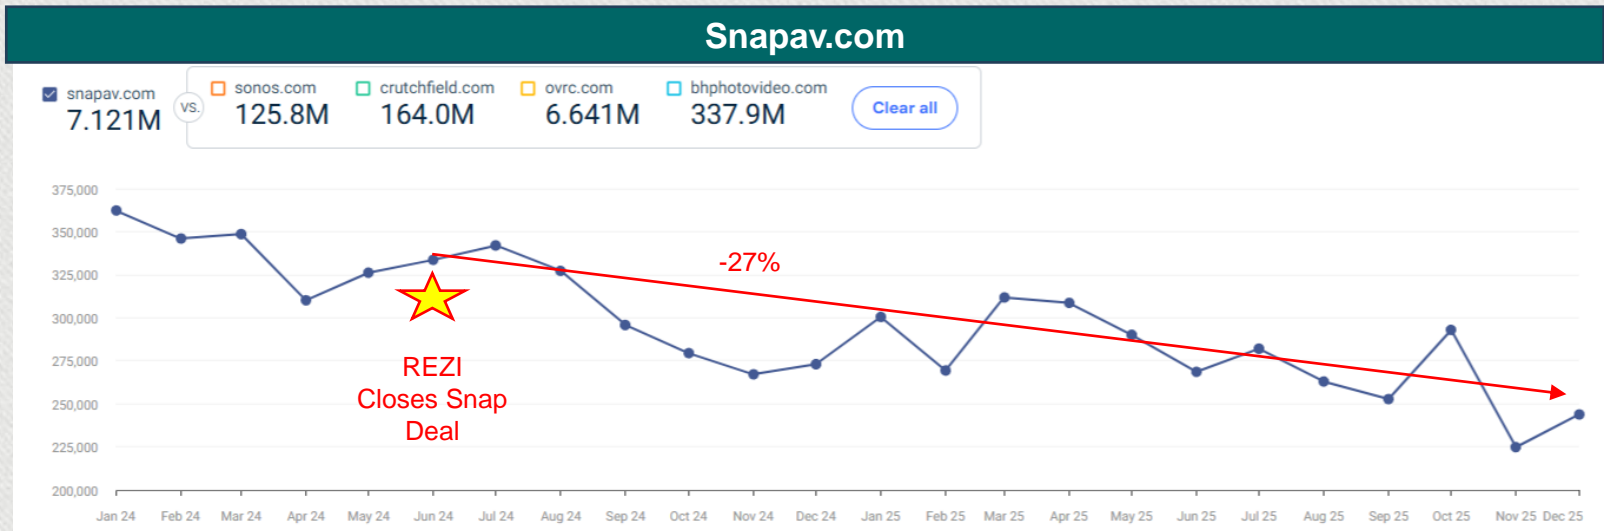 Snapav.com
snapav.com
7.121M
VS.
sonos.com
125.8M
crutchfield.com
164.0M
ovrc.com
6.641M
bhphotovideo.com
337.9M
Clear all
375,000
350,000
325,000
300,000
275,000
250,000
225,000
200,000
-27%
REZI
Closes Snap
Deal
Jan 24 Feb 24 Mar 24 Apr 24 May 24 Jun 24 Jul 24 Aug 24 Sep 24 Oct 24 Nov 24 Dec 24 Jan 25 Feb 25 Mar 25 Apr 25 May 25 Jun 25 Jul 25 Aug 25 Sep 25 Oct 25 Nov 25 Dec 25